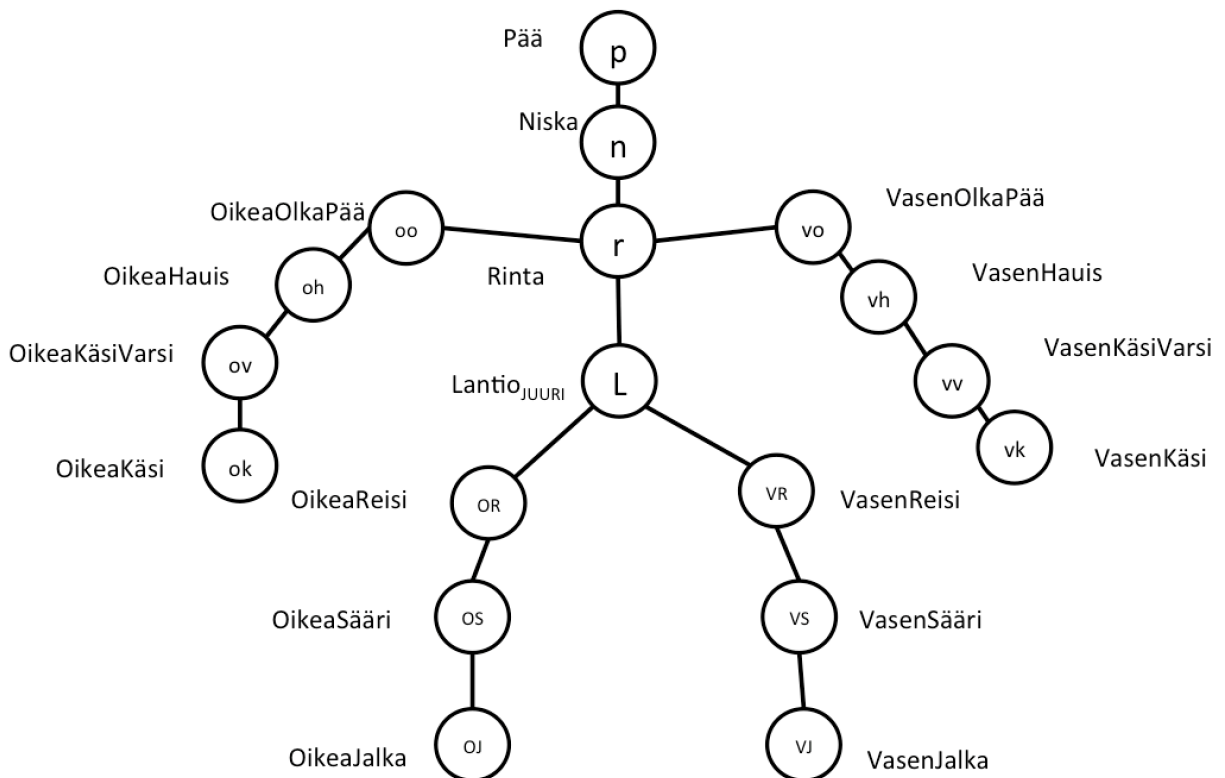 Pää
p
Niska
n
OikeaOlkaPää
oo
r
vo
VasenOlkaPää
OikeaHauis
oh
Rinta
vh
VasenHauis
OikeaKäsiVarsi
ov
Lantio JUURI
L
vv
VasenKäsiVarsi
OikeaKäsi
ok
vk
VasenKäsi
OikeaReisi
OR
VR
VasenReisi
OikeaSääri
OS
VS
VasenSääri
OikeaJalka
OJ
VJ
VasenJalka